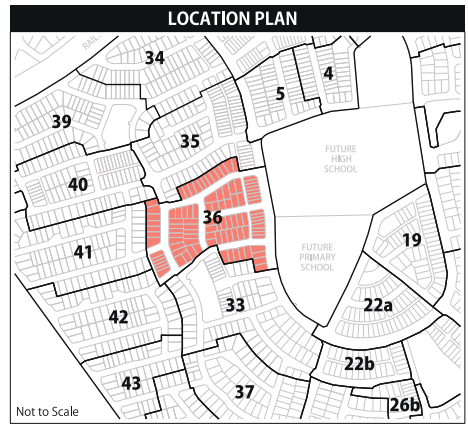 LOCATION PLAN
34
4
5
39
35
FUTURE
HIGH
SCHOOL
40
36
41
19
FUTURE
PRIMARY
SCHOOL
33
22a
42
22b
43
37
26b
Not to Scale